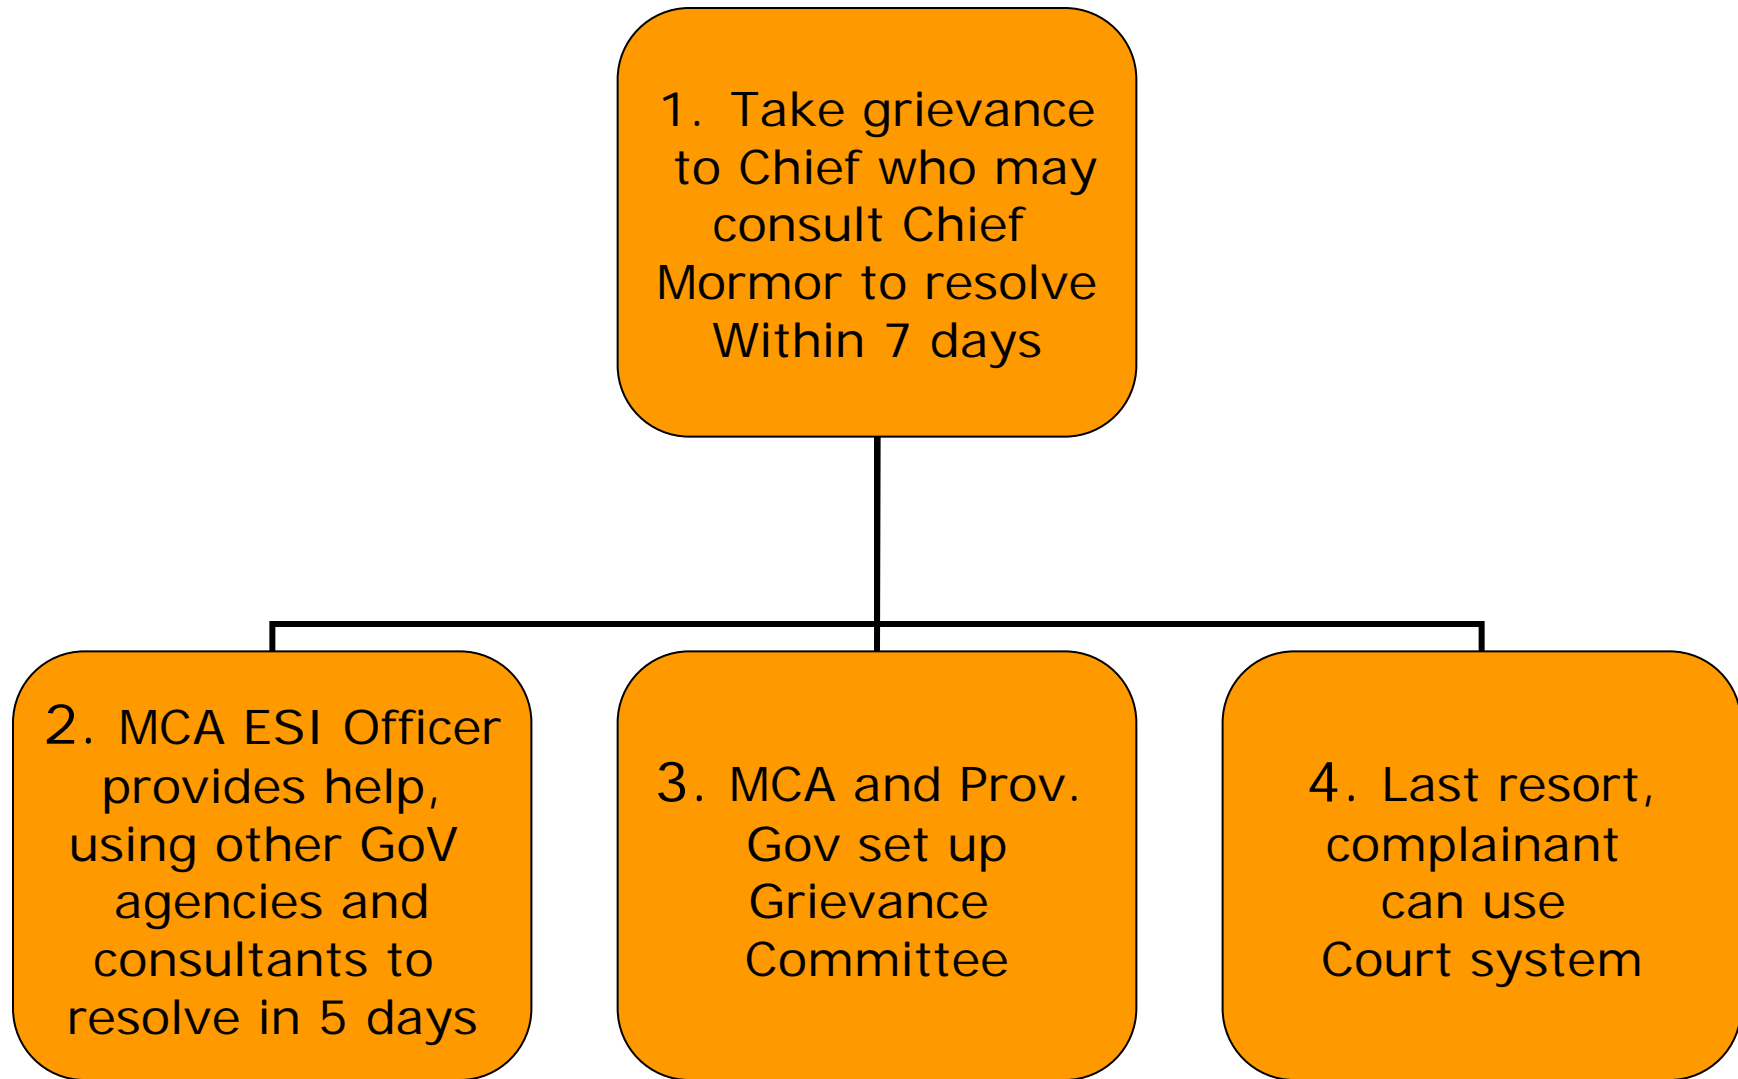 1. Take grievance
to Chief who may
consult Chief
Mormor to resolve
Within 7 days
2. MCA ESI Officer
provides help,
using other GoV
agencies and
consultants to
resolve in 5 days
3. MCA and Prov.
Gov set up
Grievance
Committee
4. Last resort,
complainant
can use
Court system